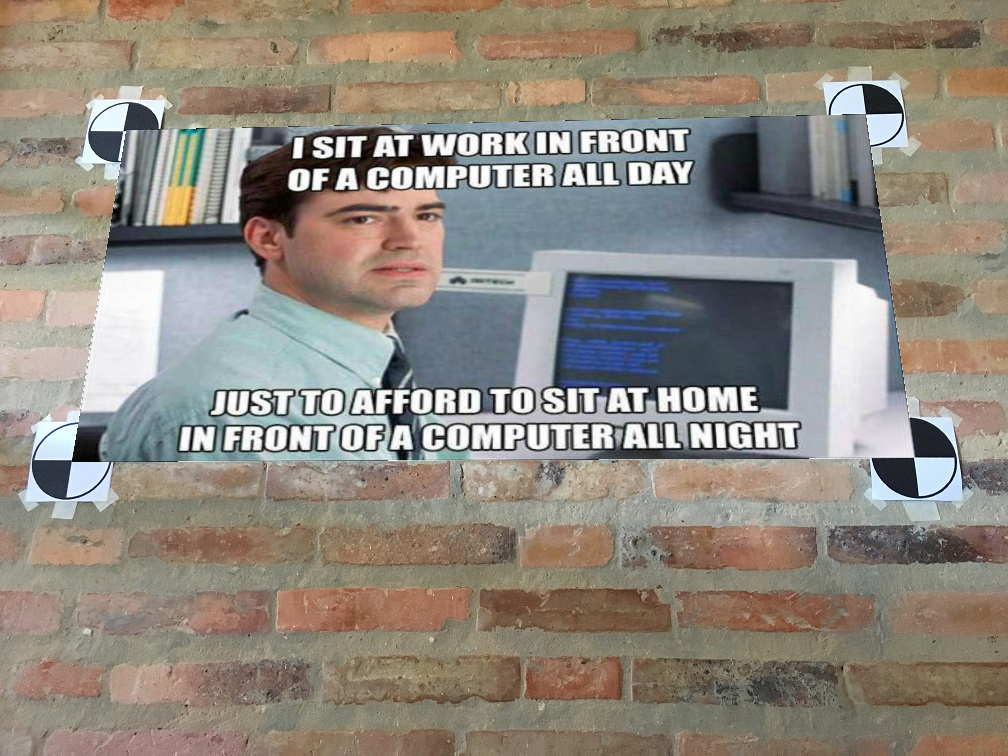 I SIT AT WORK IN FRONT
OF A COMPUTER ALL DAY
INITECH
JUST TO AFFORD TO SIT AT HOME
IN FRONT OF A COMPUTER ALL NIGHT